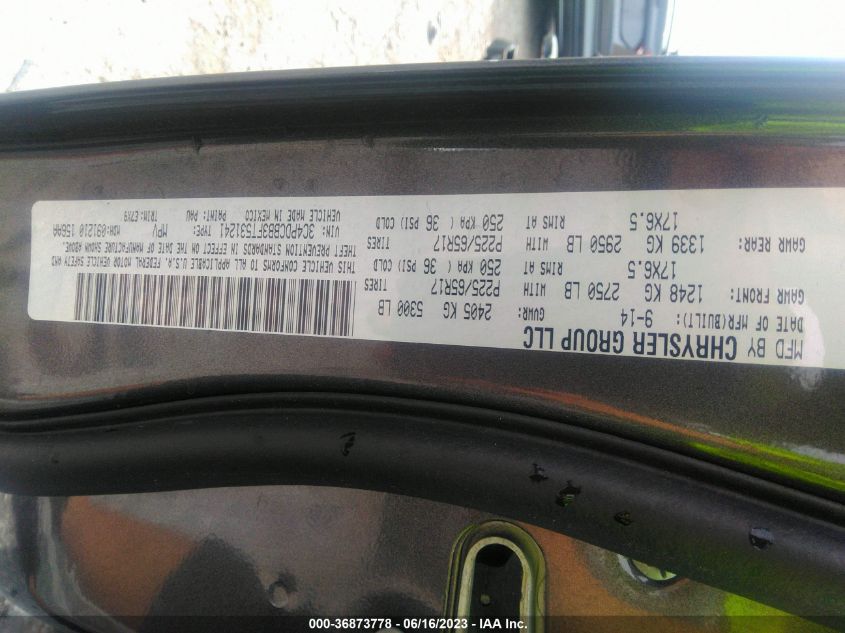 MFD BY CHRYSLER GROUP LLC
DATE OF MFR(BUILT): 9-14 GVWR: 2405 KG 5300 LB
GAWR FRONT: 1248 KG 2750 LB WITH P225/65R17 TIRES
17X6.5 RIMS AT 250 KPA ( 36 PSI) COLD
GAWR REAR: 1339 KG 2950 LB WITH P225/65R17 TIRES
17X6.5 RIMS AT 250 KPA ( 36 PSI) COLD
THIS VEHICLE CONFORMS TO ALL APPLICABLE U.S.A. FEDERAL MOTOR VEHICLE SAFETY AND
THEFT PREVENTION STANDARDS IN EFFECT ON THE DATE OF MANUFACTURE SHOWN ABOVE.
VIN: 3C4PDCBB3FT531241 TYPE: MPV MDH: 091210 156AA
VEHICLE MADE IN MEXICO PAINT: PAU TRIM: E7X9
000-36873778 - 06/16/2023 - IAA Inc.